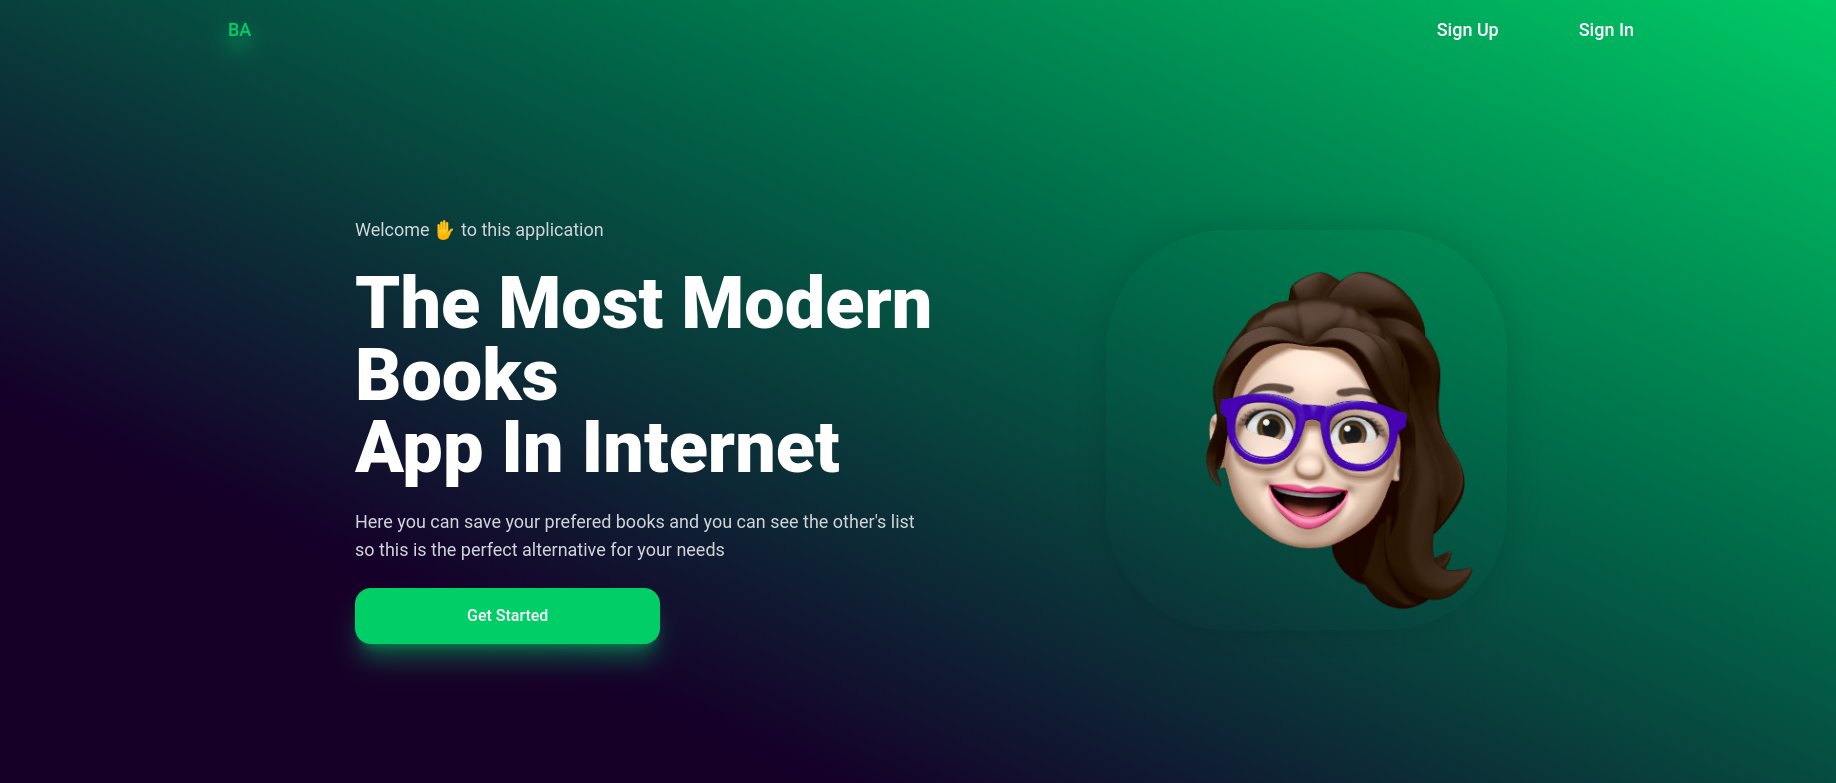 BA
Sign Up
Sign In
Welcome ✋ to this application
The Most Modern
Books
App In Internet
Here you can save your prefered books and you can see the other's list
so this is the perfect alternative for your needs
Get Started